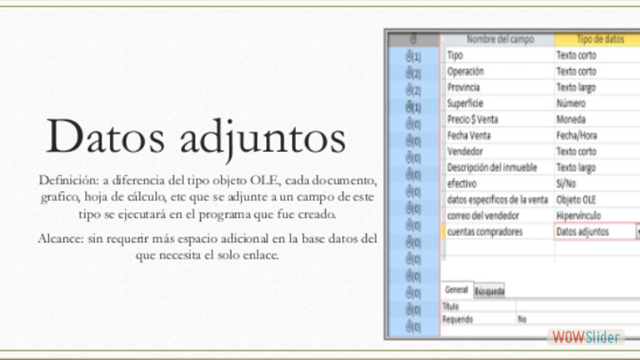 Datos adjuntos
Definición: a diferencia del tipo objeto OLE, cada documento,
grafico, hoja de cálculo, etc que se adjunte a un campo de este
tipo se ejecutará en el programa que fue creado.
Alcance: sin requerir más espacio adicional en la base datos del
que necesita el solo enlace.
Nombre del campo Tipo de datos
(1) Tipo Texto corto
(2) Operación Texto corto
(2) Provincia Texto largo
(1) Superficie Número
(0) Precio $ Venta Moneda
(0) Fecha Venta Fecha/Hora
(0) Vendedor Texto corto
(0) Descripción del inmueble Texto largo
(0) efectivo Sí/No
(0) datos especificos de la venta Objeto OLE
(0) correo del vendedor Hipervínculo
(0) cuentas compradores Datos adjuntos
(0)
(0)
(0)
General Búsqueda
(0)
Título
(0)
Requerido No
WOWSlider